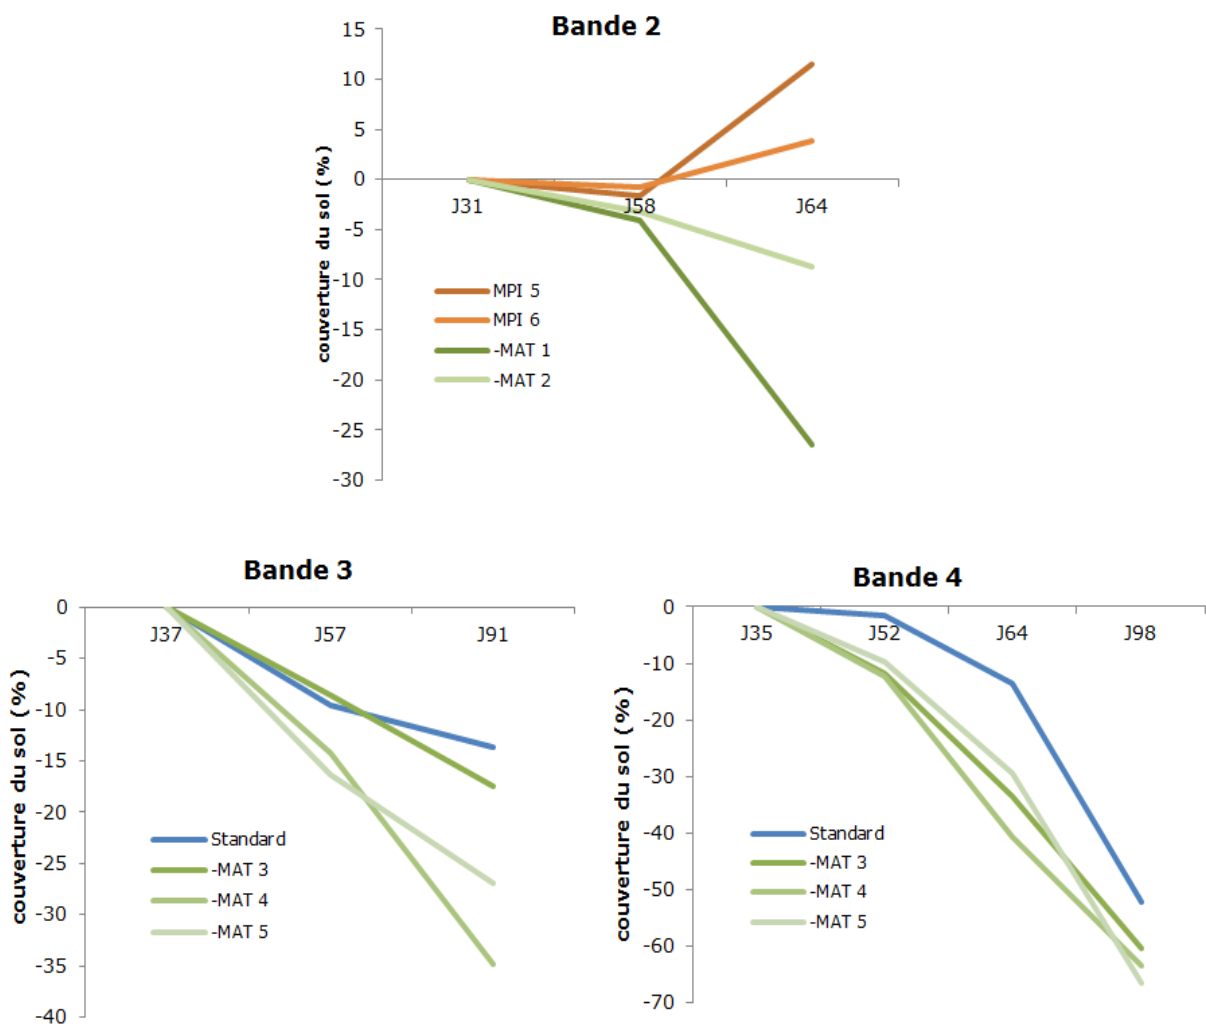 Bande 2
couverture du sol (%)
15
10
5
0
-5
-10
-15
-20
-25
-30
J31
J58
J64
MPI 5
MPI 6
-MAT 1
-MAT 2
Bande 3
couverture du sol (%)
0
-5
-10
-15
-20
-25
-30
-35
-40
J37
J57
J91
Standard
-MAT 3
-MAT 4
-MAT 5
Bande 4
couverture du sol (%)
0
-10
-20
-30
-40
-50
-60
-70
J35
J52
J64
J98
Standard
-MAT 3
-MAT 4
-MAT 5